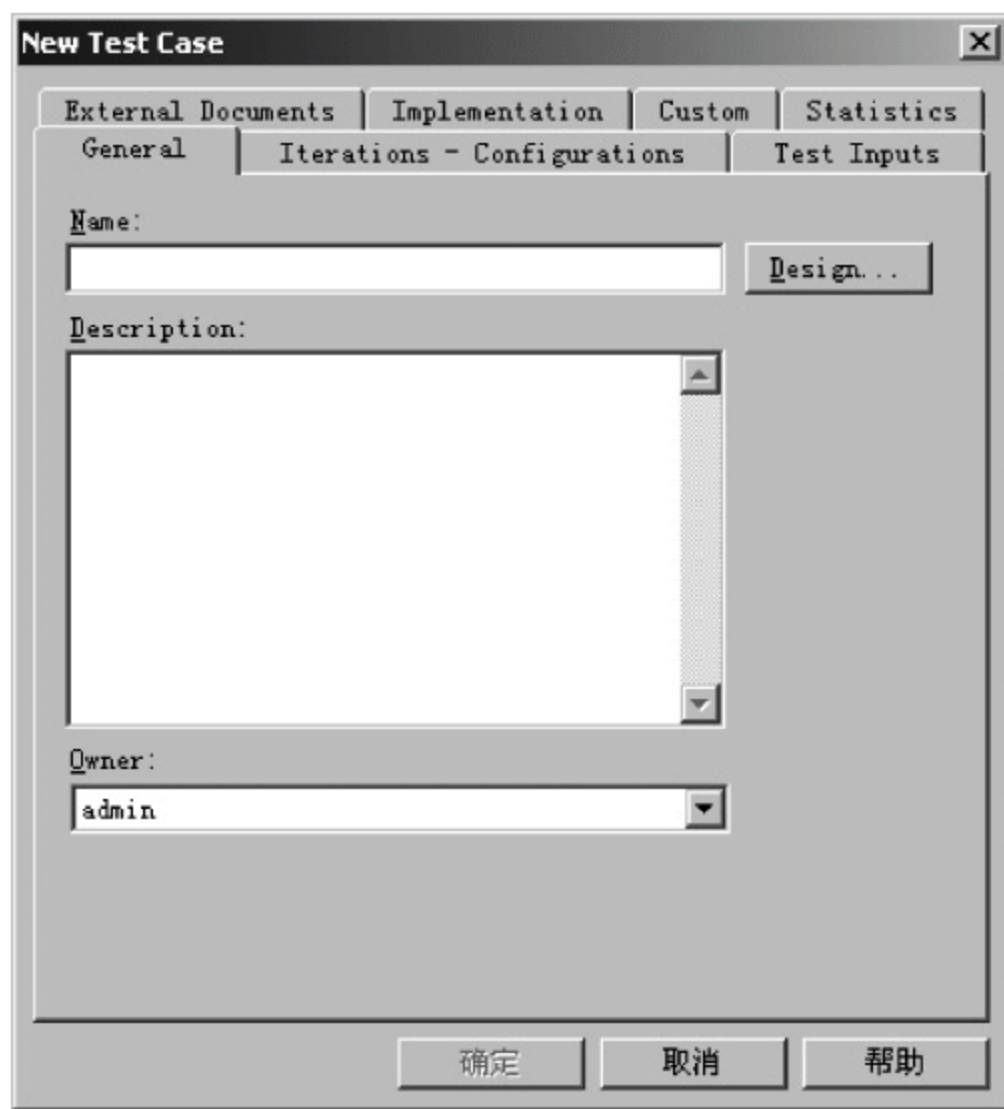 New Test Case
External Documents Implementation Custom Statistics
General Iterations - Configurations Test Inputs
Name:
Design...
Description:
Owner:
admin
确定 取消 帮助